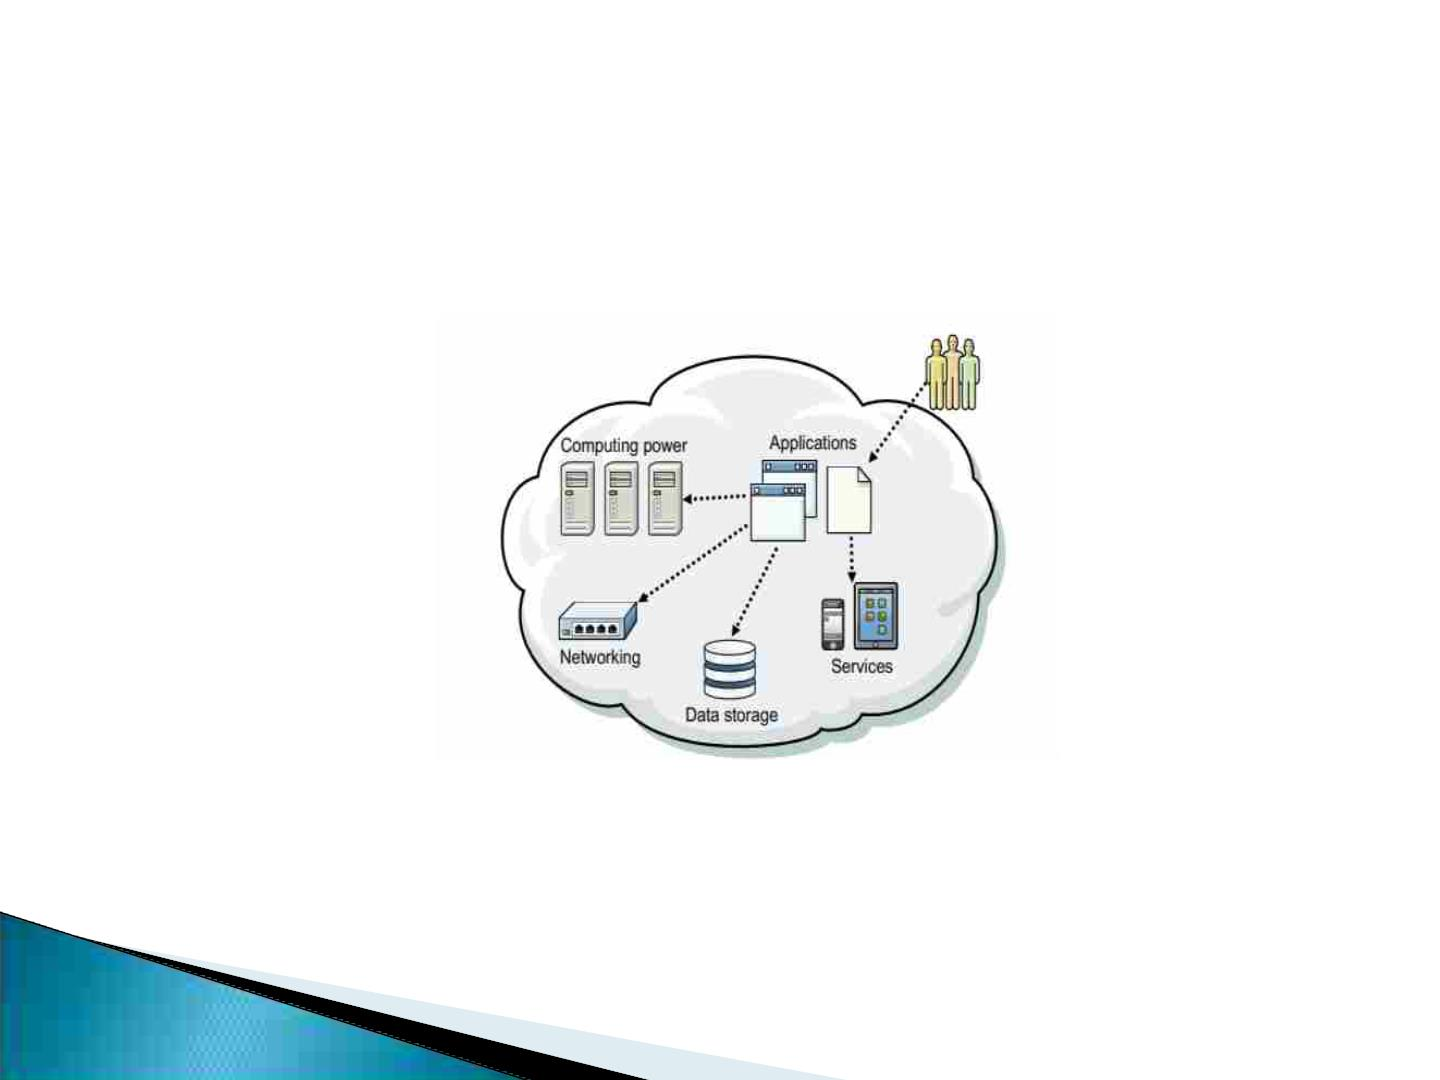 Computing power
Applications
Networking
Services
Data storage